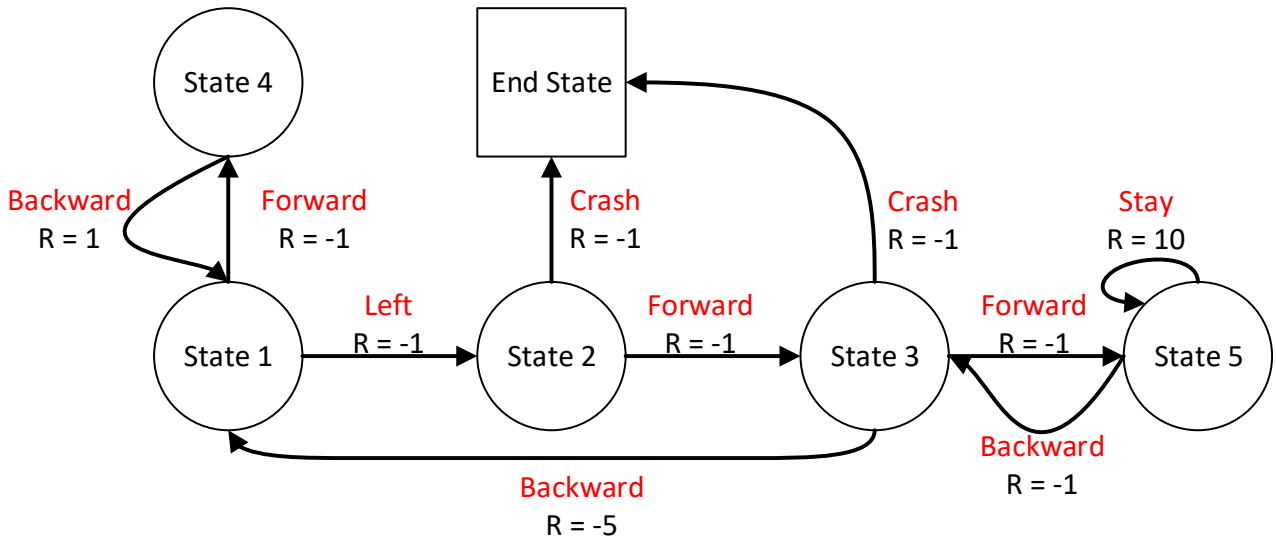 State 4
End State
Backward
R = 1
Forward
R = -1
Crash
R = -1
Crash
R = -1
Stay
R = 10
State 1
Left
R = -1
State 2
Forward
R = -1
State 3
Forward
R = -1
State 5
Backward
R = -1
Backward
R = -5